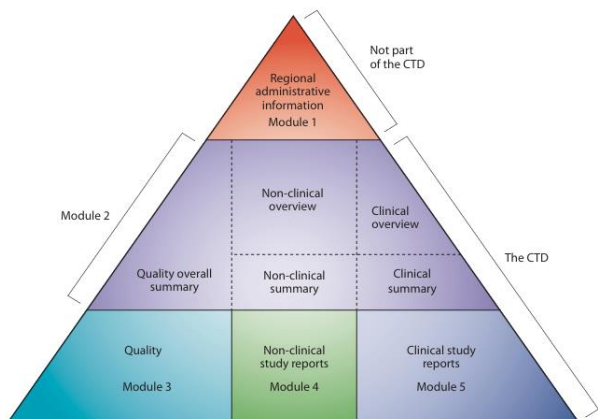 Not part
of the CTD
Regional
administrative
information
Module 1
Module 2
Non-clinical
overview
Clinical
overview
The CTD
Quality overall
summary
Non-clinical
summary
Clinical
summary
Quality
Module 3
Non-clinical
study reports
Module 4
Clinical study
reports
Module 5